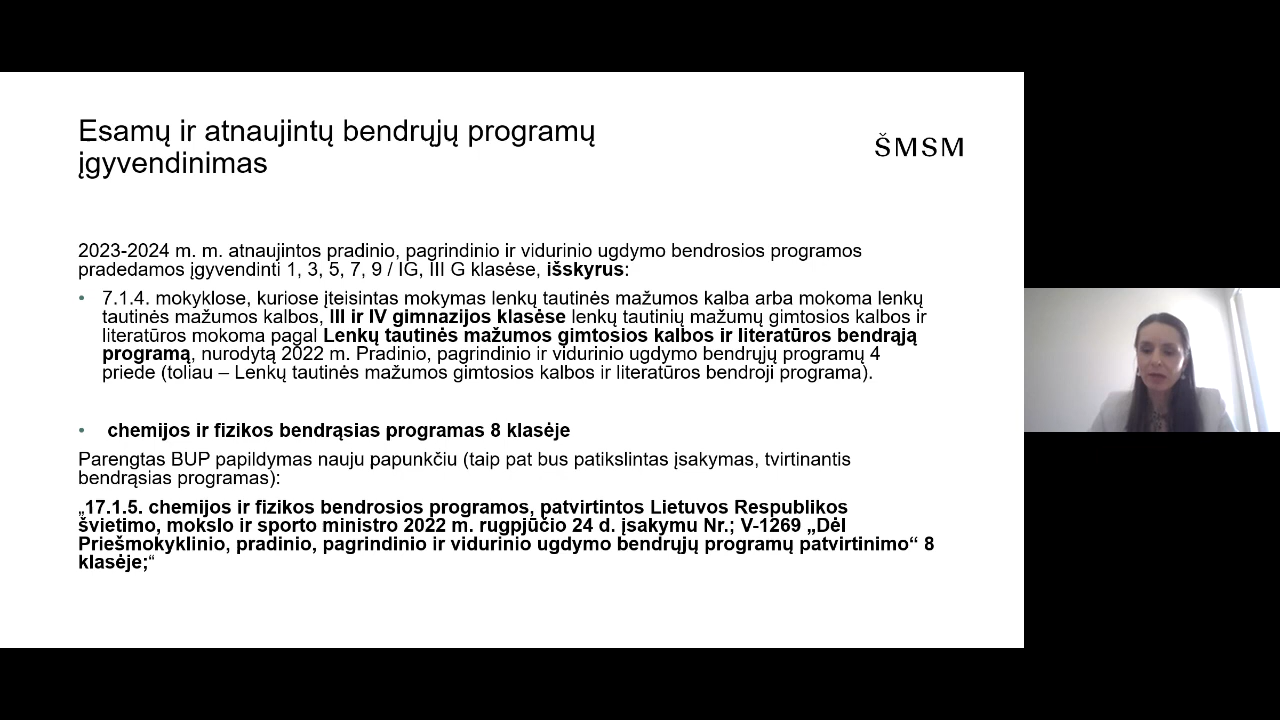 Esamų ir atnaujintų bendrųjų programų
įgyvendinimas
ŠMSM
2023-2024 m. m. atnaujintos pradinio, pagrindinio ir vidurinio ugdymo bendrosios programos
pradedamos įgyvendinti 1, 3, 5, 7, 9 / IG, III G klasėse, išskyrus:
• 7.1.4. mokyklose, kuriose įteisintas mokymas lenkų tautinės mažumos kalba arba mokoma lenkų
tautinės mažumos kalbos, III ir IV gimnazijos klasėse lenkų tautinių mažumų gimtosios kalbos ir
literatūros mokoma pagal Lenkų tautinės mažumos gimtosios kalbos ir literatūros bendrąją
programą, nurodytą 2022 m. Pradinio, pagrindinio ir vidurinio ugdymo bendrųjų programų 4
priede (toliau – Lenkų tautinės mažumos gimtosios kalbos ir literatūros bendroji programa).
• chemijos ir fizikos bendrąsias programas 8 klasėje
Parengtas BUP papildymas nauju papunkčiu (taip pat bus patikslintas įsakymas, tvirtinantis
bendrąsias programas):
„17.1.5. chemijos ir fizikos bendrosios programos, patvirtintos Lietuvos Respublikos
švietimo, mokslo ir sporto ministro 2022 m. rugpjūčio 24 d. įsakymu Nr.; V-1269 „Dėl
Priešmokyklinio, pradinio, pagrindinio ir vidurinio ugdymo bendrųjų programų patvirtinimo“ 8
klasėje;“